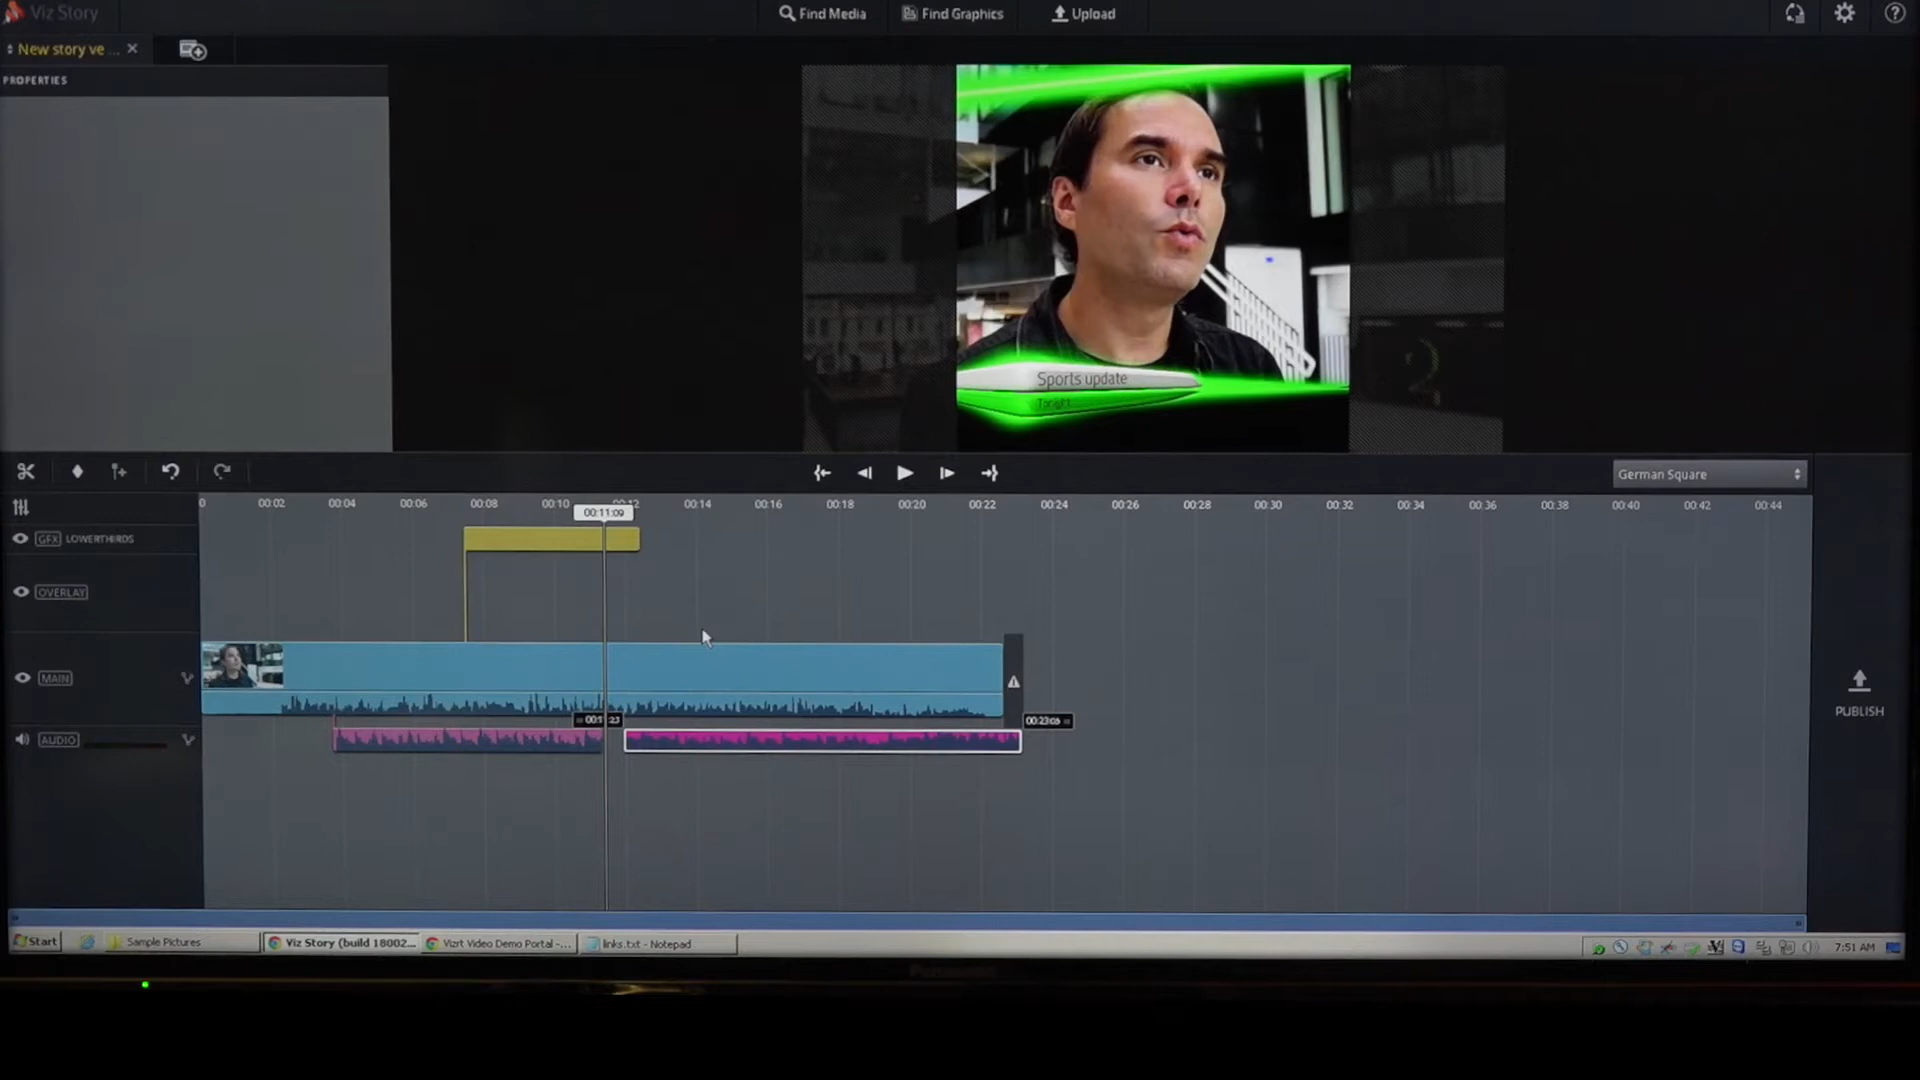 Viz Story
Find Media
Find Graphics
Upload
New story ve ...
PROPERTIES
Sports update
Tonight
German Square
0 00:02 00:04 00:06 00:08 00:10 00:12 00:14 00:16 00:18 00:20 00:22 00:24 00:26 00:28 00:30 00:32 00:34 00:36 00:38 00:40 00:42 00:44
00:11:09
GFX LOWERTHIRDS
OVERLAY
MAIN
PUBLISH
00:23:06
AUDIO
Start
Sample Pictures
Viz Story (build 18002...
Vizrt Video Demo Portal -...
links.txt - Notepad
7:51 AM
Panasonic